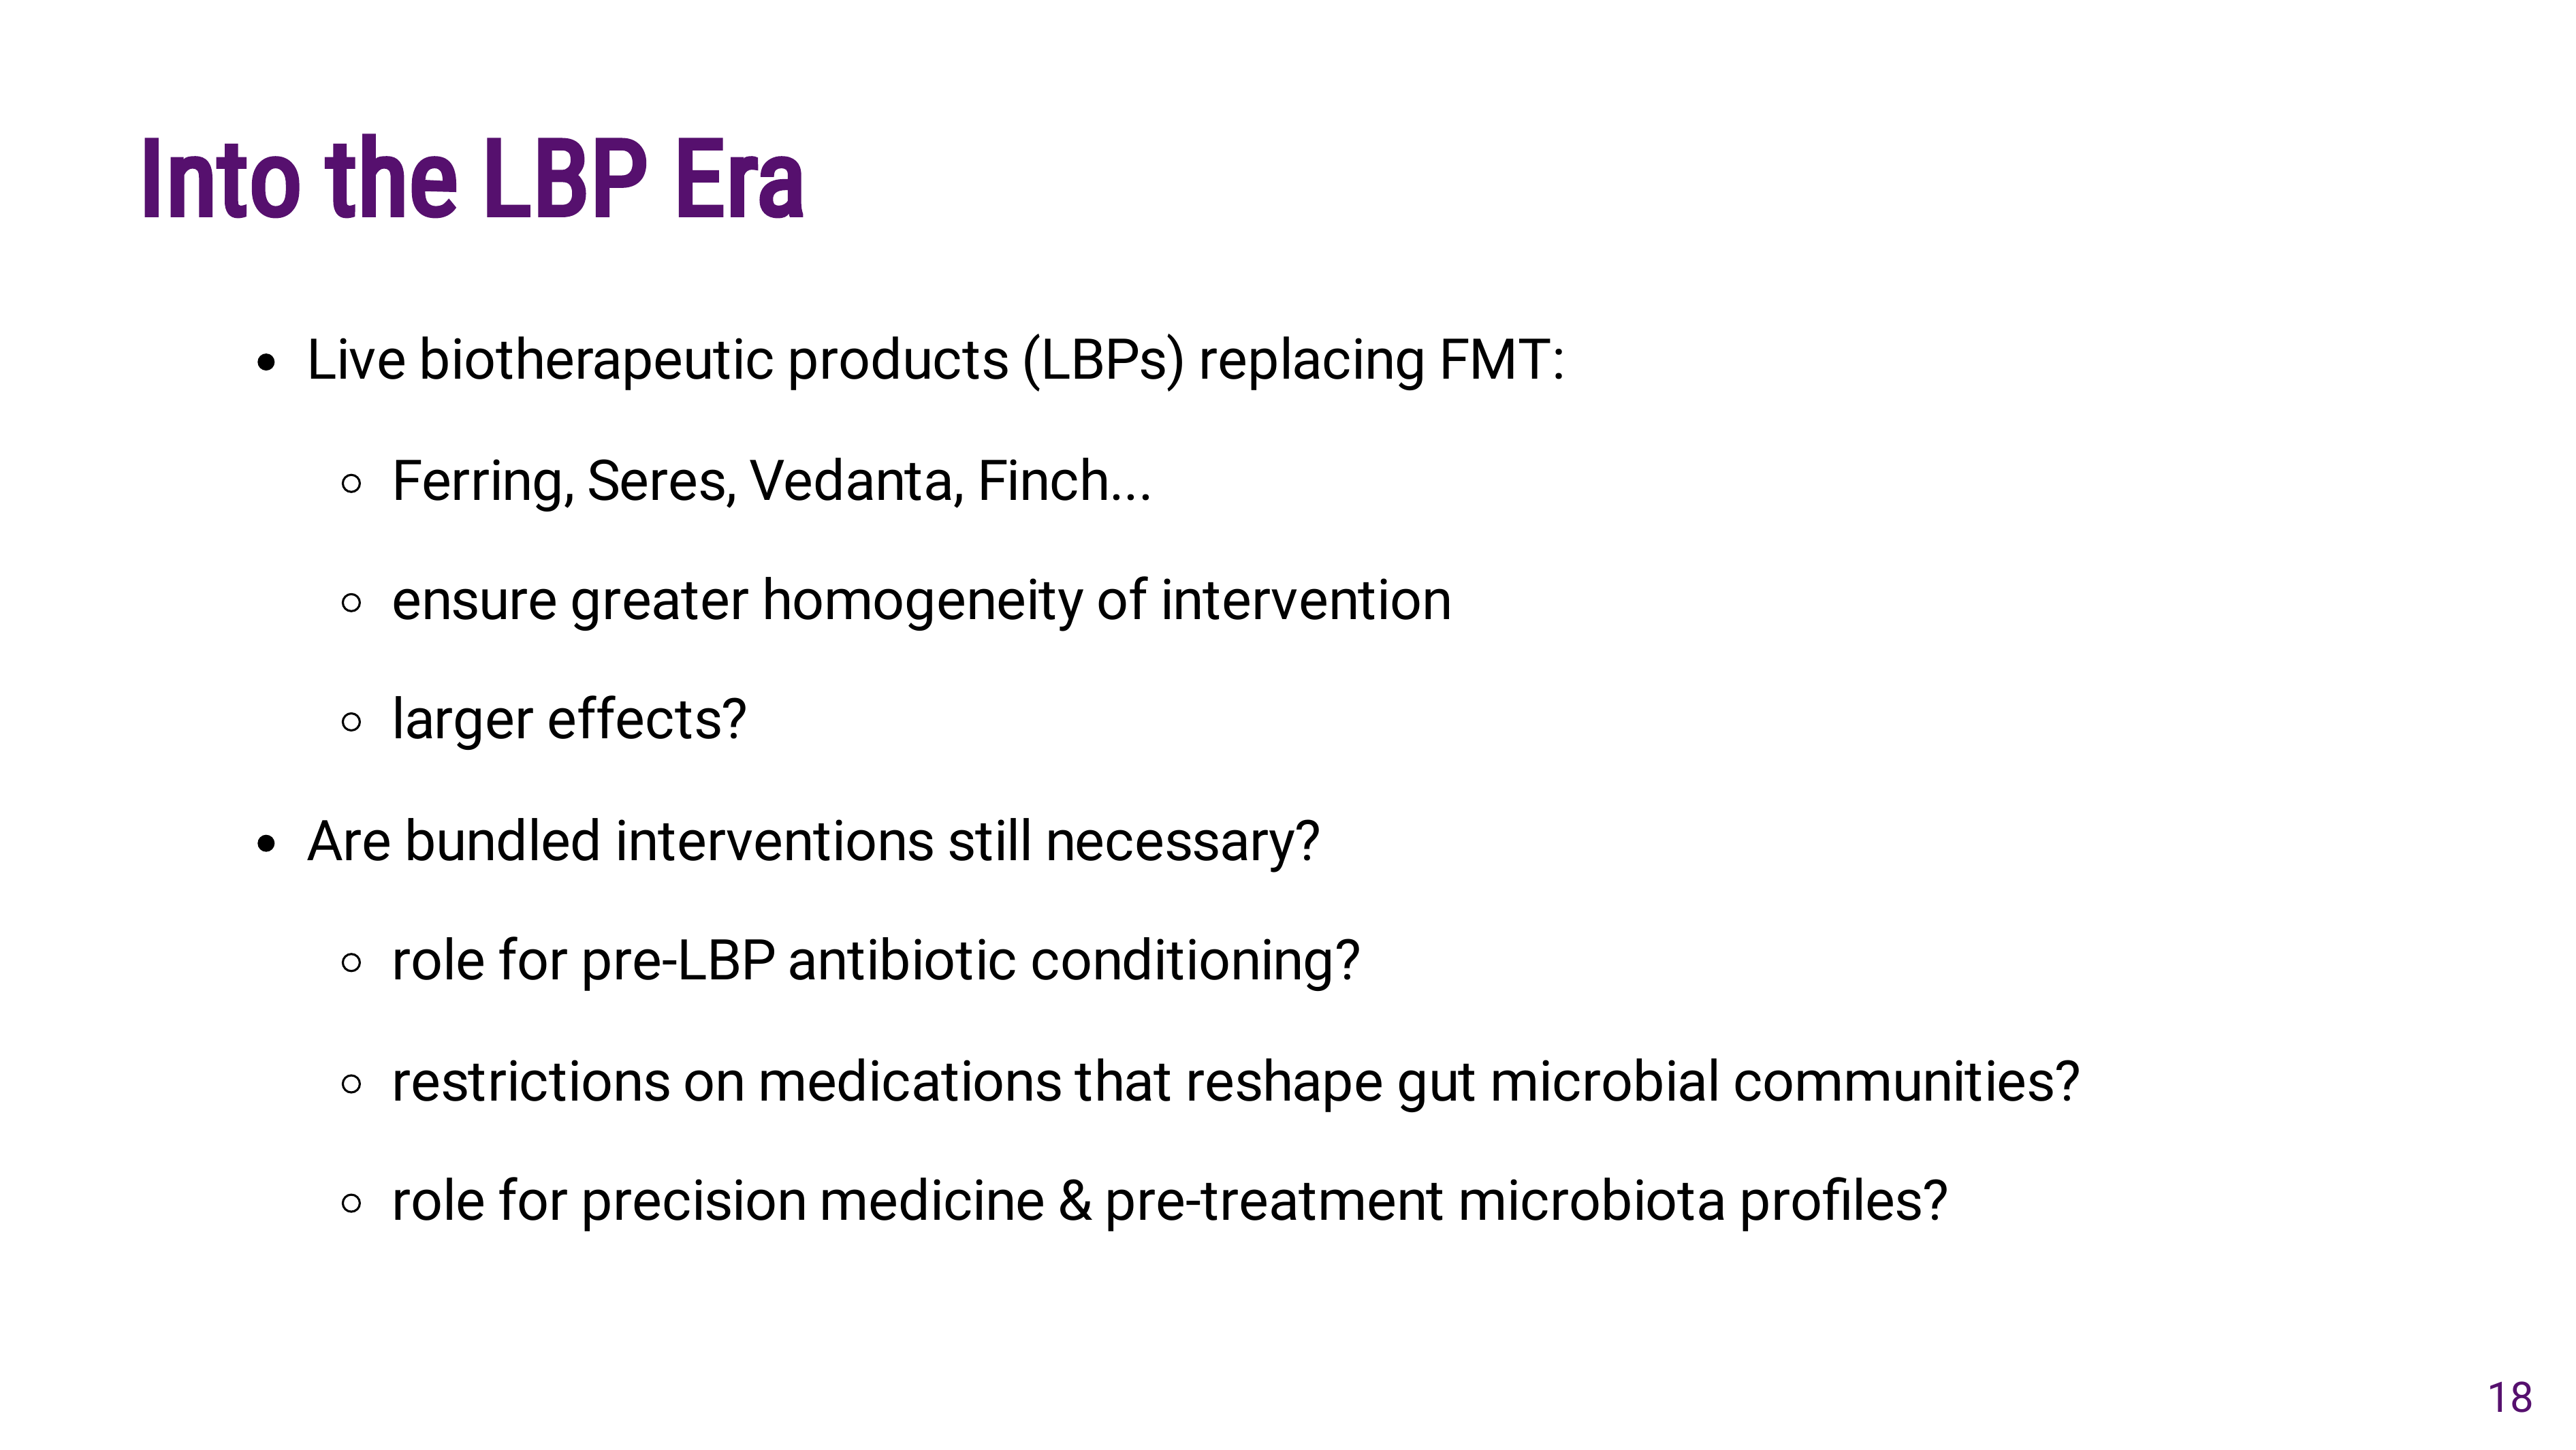 Into the LBP Era
• Live biotherapeutic products (LBPs) replacing FMT:
◦ Ferring, Seres, Vedanta, Finch...
◦ ensure greater homogeneity of intervention
◦ larger effects?
• Are bundled interventions still necessary?
◦ role for pre-LBP antibiotic conditioning?
◦ restrictions on medications that reshape gut microbial communities?
◦ role for precision medicine & pre-treatment microbiota profiles?
18